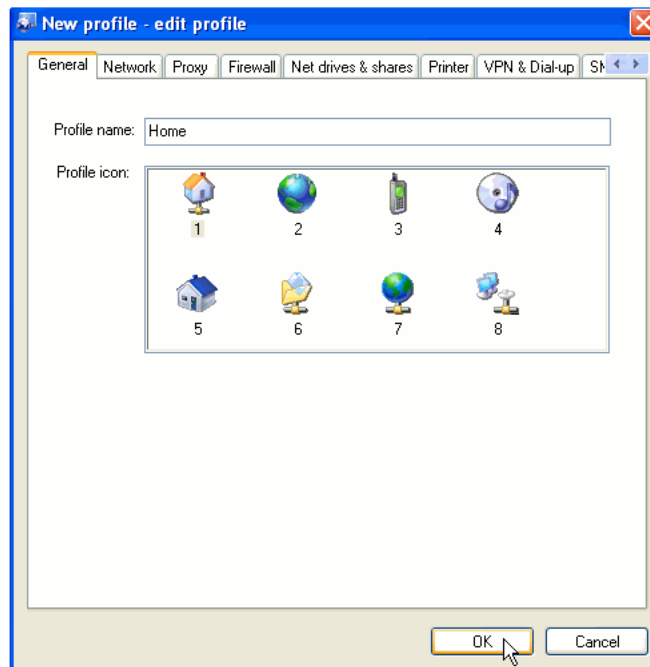 New profile - edit profile
General Network Proxy Firewall Net drives & shares Printer VPN & Dial-up
Profile name: Home
Profile icon:
1 2 3 4
5 6 7 8
OK Cancel